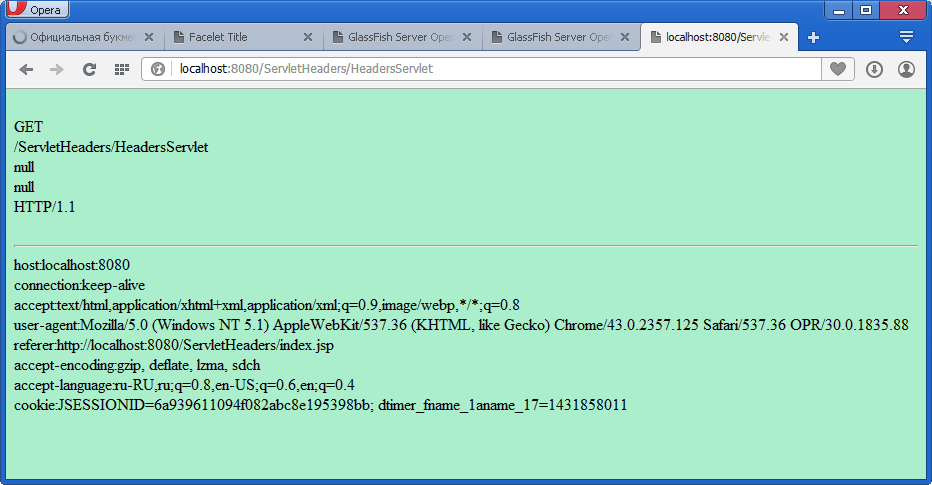 Opera
Официальная букме
Facelet Title
GlassFish Server Open
GlassFish Server Open
localhost:8080/Servle
localhost:8080/ServletHeaders/HeadersServlet
GET
/ServletHeaders/HeadersServlet
null
null
HTTP/1.1
host:localhost:8080
connection:keep-alive
accept:text/html,application/xhtml+xml,application/xml;q=0.9,image/webp,*/*;q=0.8
user-agent:Mozilla/5.0 (Windows NT 5.1) AppleWebKit/537.36 (KHTML, like Gecko) Chrome/43.0.2357.125 Safari/537.36 OPR/30.0.1835.88
referer:http://localhost:8080/ServletHeaders/index.jsp
accept-encoding:gzip, deflate, lzma, sdch
accept-language:ru-RU,ru;q=0.8,en-US;q=0.6,en;q=0.4
cookie:JSESSIONID=6a939611094f082abc8e195398bb; dtimer_fname_1aname_17=1431858011